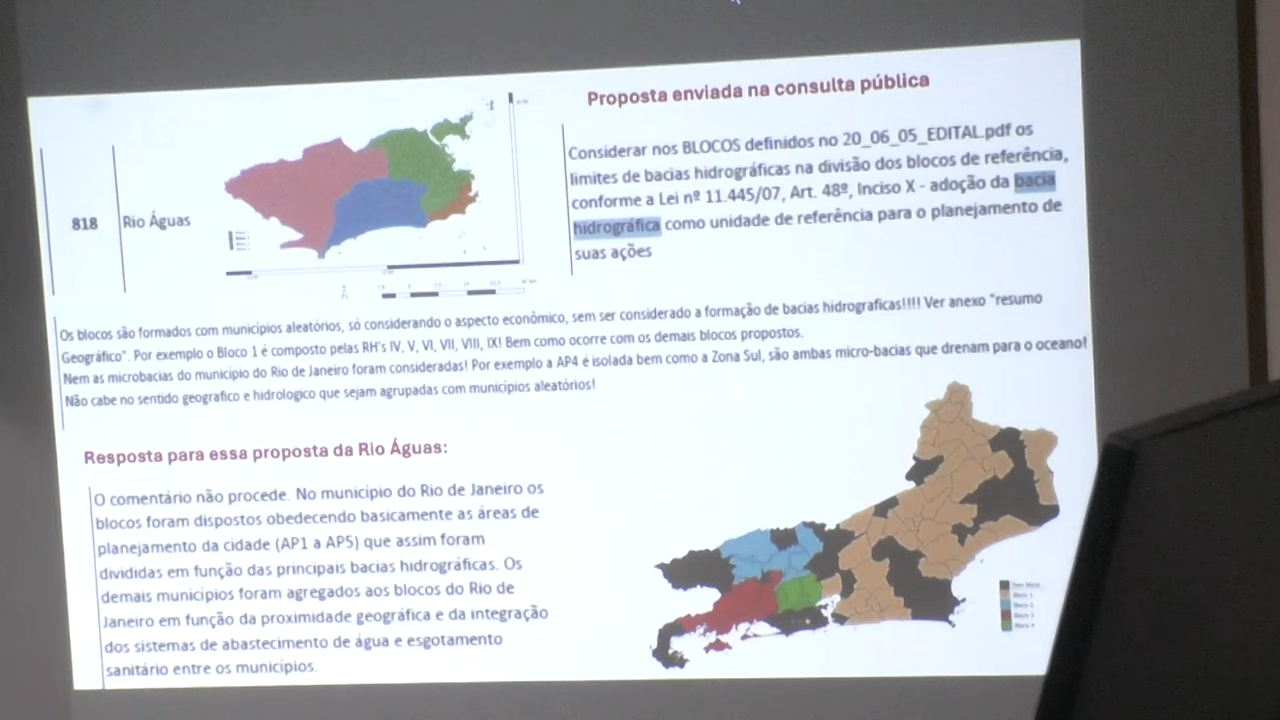 Proposta enviada na consulta pública
818
Rio Águas
Considerar nos BLOCOS definidos no 20_06_05_EDITAL.pdf os
limites de bacias hidrográficas na divisão dos blocos de referência,
conforme a Lei nº 11.445/07, Art. 48º, Inciso X - adoção da bacia
hidrográfica como unidade de referência para o planejamento de
suas ações
Os blocos são formados com municípios aleatórios, só considerando o aspecto econômico, sem ser considerado a formação de bacias hidrograficas!!!! Ver anexo "resumo
Geográfico". Por exemplo o Bloco 1 é composto pelas RH's IV, V, VI, VII, VIII, IX! Bem como ocorre com os demais blocos propostos.
Nem as microbacias do município do Rio de Janeiro foram consideradas! Por exemplo a AP4 é isolada bem como a Zona Sul, são ambas micro-bacias que drenam para o oceano!
Não cabe no sentido geografico e hidrologico que sejam agrupadas com municípios aleatórios!
Resposta para essa proposta da Rio Águas:
O comentário não procede. No município do Rio de Janeiro os
blocos foram dispostos obedecendo basicamente as áreas de
planejamento da cidade (AP1 a AP5) que assim foram
divididas em função das principais bacias hidrográficas. Os
demais municípios foram agregados aos blocos do Rio de
Janeiro em função da proximidade geográfica e da integração
dos sistemas de abastecimento de água e esgotamento
sanitário entre os municípios.
Bloco 1
Bloco 2
Bloco 3
Bloco 4